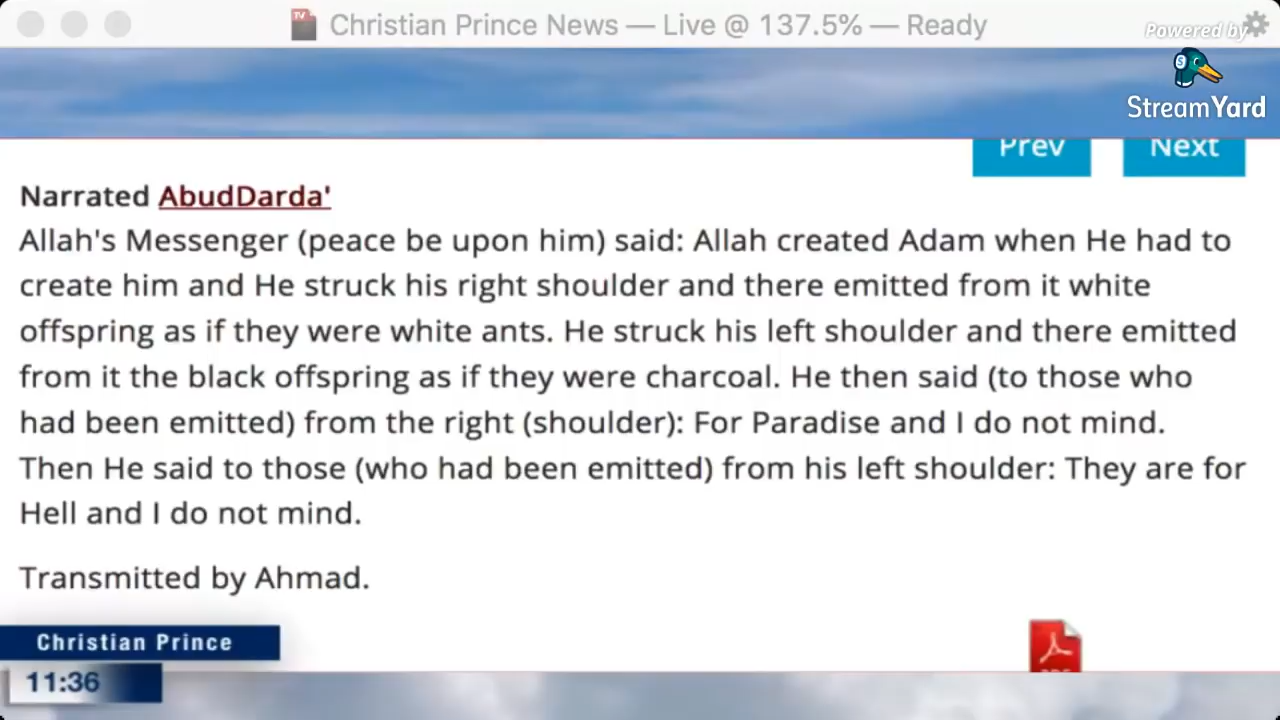 Christian Prince News — Live @ 137.5% — Ready
Powered by
StreamYard
Prev Next
Narrated AbudDarda'
Allah's Messenger (peace be upon him) said: Allah created Adam when He had to
create him and He struck his right shoulder and there emitted from it white
offspring as if they were white ants. He struck his left shoulder and there emitted
from it the black offspring as if they were charcoal. He then said (to those who
had been emitted) from the right (shoulder): For Paradise and I do not mind.
Then He said to those (who had been emitted) from his left shoulder: They are for
Hell and I do not mind.
Transmitted by Ahmad.
Christian Prince
11:36